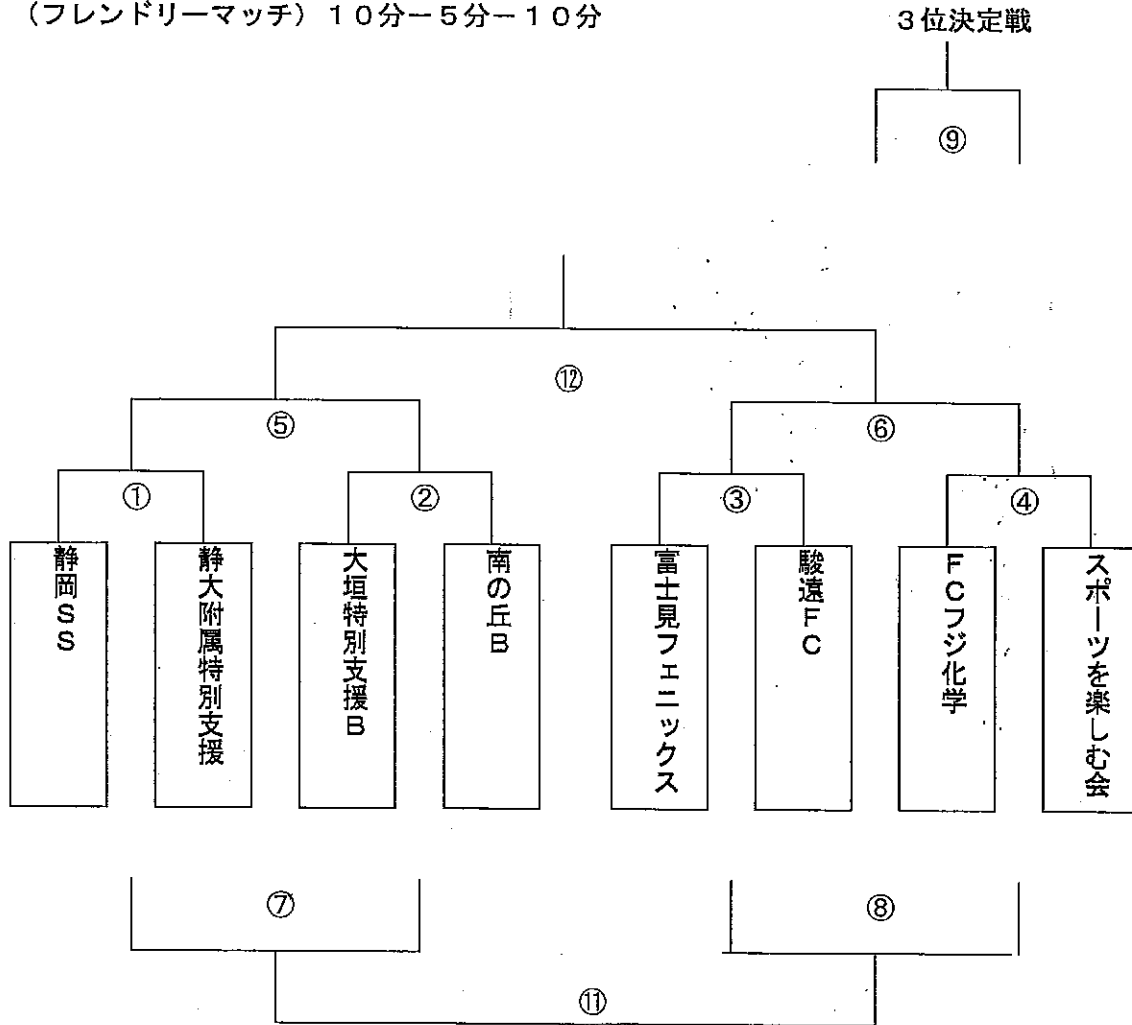 （フレンドリーマッチ）１０分－５分－１０分
３位決定戦
⑨
⑫
⑤
⑥
①
②
③
④
静岡ＳＳ
静大附属特別支援
大垣特別支援Ｂ
南の丘Ｂ
富士見フェニックス
駿遠ＦＣ
ＦＣフジ化学
スポーツを楽しむ会
⑦
⑧
⑪